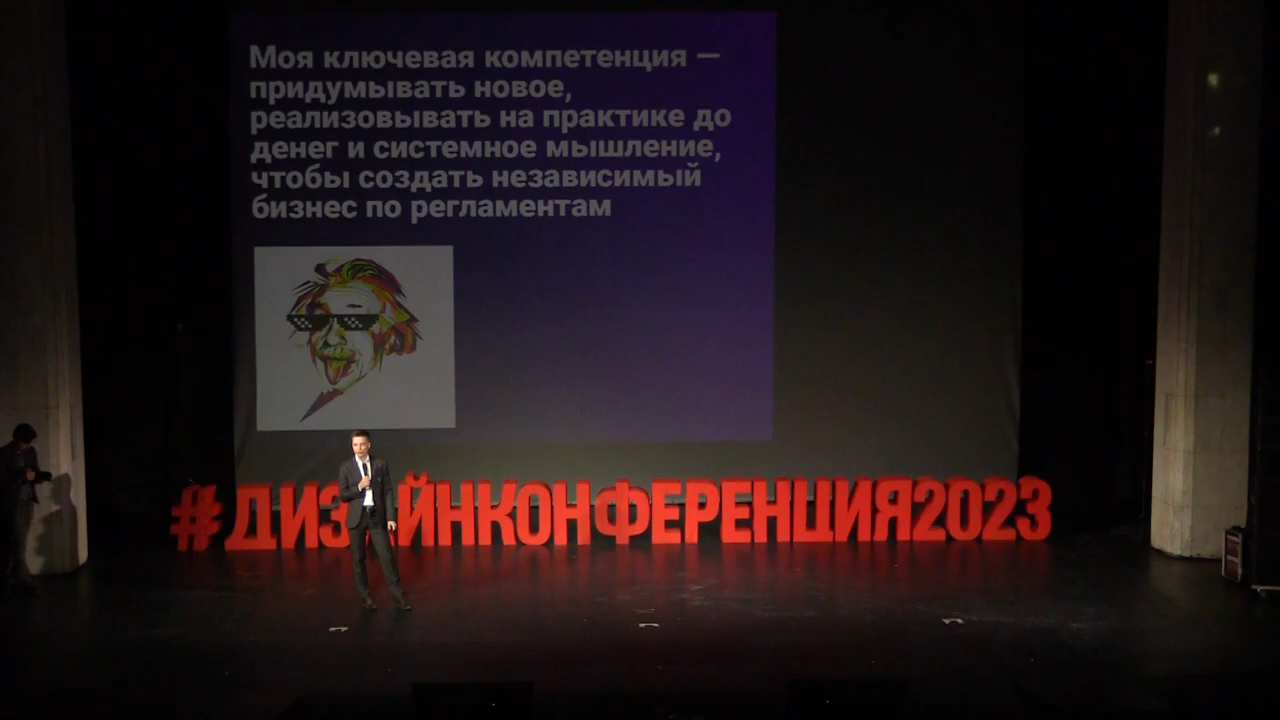 Моя ключевая компетенция —
придумывать новое,
реализовывать на практике до
денег и системное мышление,
чтобы создать независимый
бизнес по регламентам
#ДИЗАЙНКОНФЕРЕНЦИЯ2023